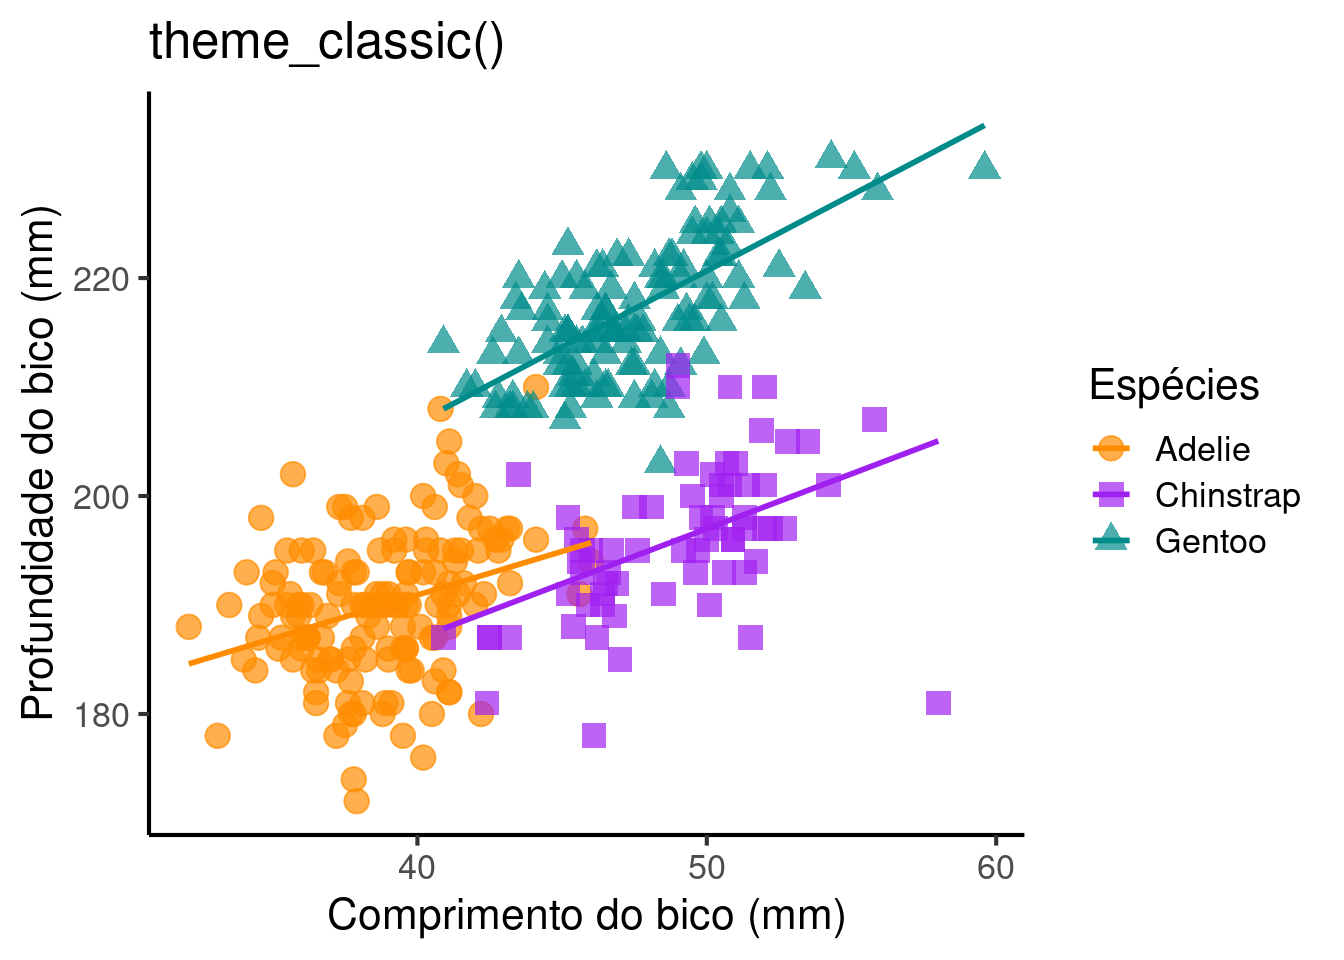 theme_classic()
Profundidade do bico (mm)
220
200
180
40 50 60
Comprimento do bico (mm)
Espécies
Adelie
Chinstrap
Gentoo